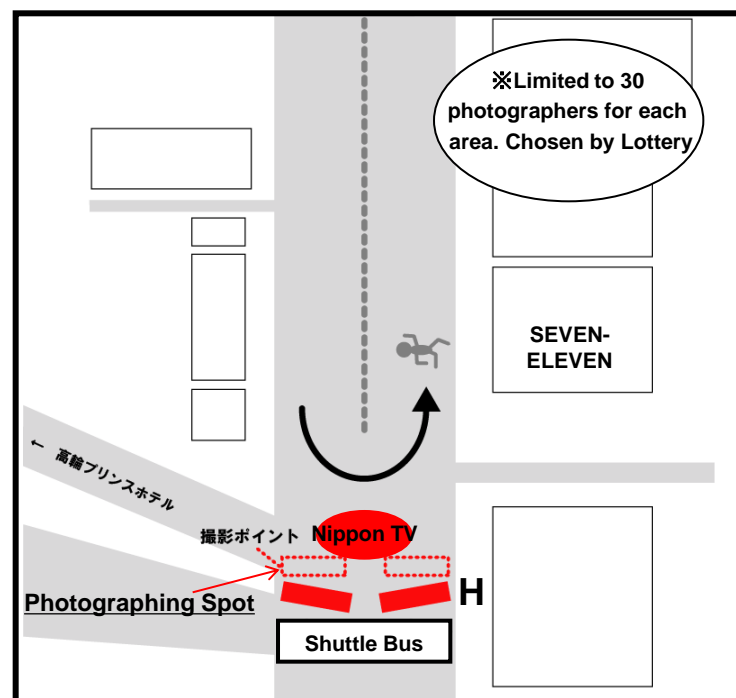 ※Limited to 30
photographers for each
area. Chosen by Lottery
SEVEN-
ELEVEN
← 高輪プリンスホテル
撮影ポイント
Nippon TV
Photographing Spot
H
Shuttle Bus